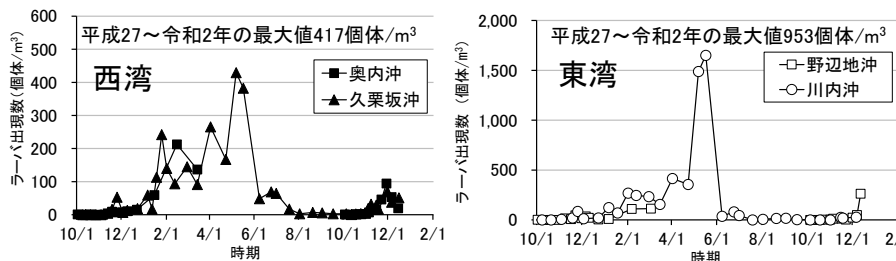 平成27～令和2年の最大値417個体/m³
西湾
奥内沖
久栗坂沖
ラーバ出現数(個体/m³)
600
500
400
300
200
100
0
10/1 12/1 2/1 4/1 6/1 8/1 10/1 12/1 2/1
時期
平成27～令和2年の最大値953個体/m³
東湾
野辺地沖
川内沖
ラーバ出現数 (個体/m³)
2,000
1,500
1,000
500
0
10/1 12/1 2/1 4/1 6/1 8/1 10/1 12/1
時期